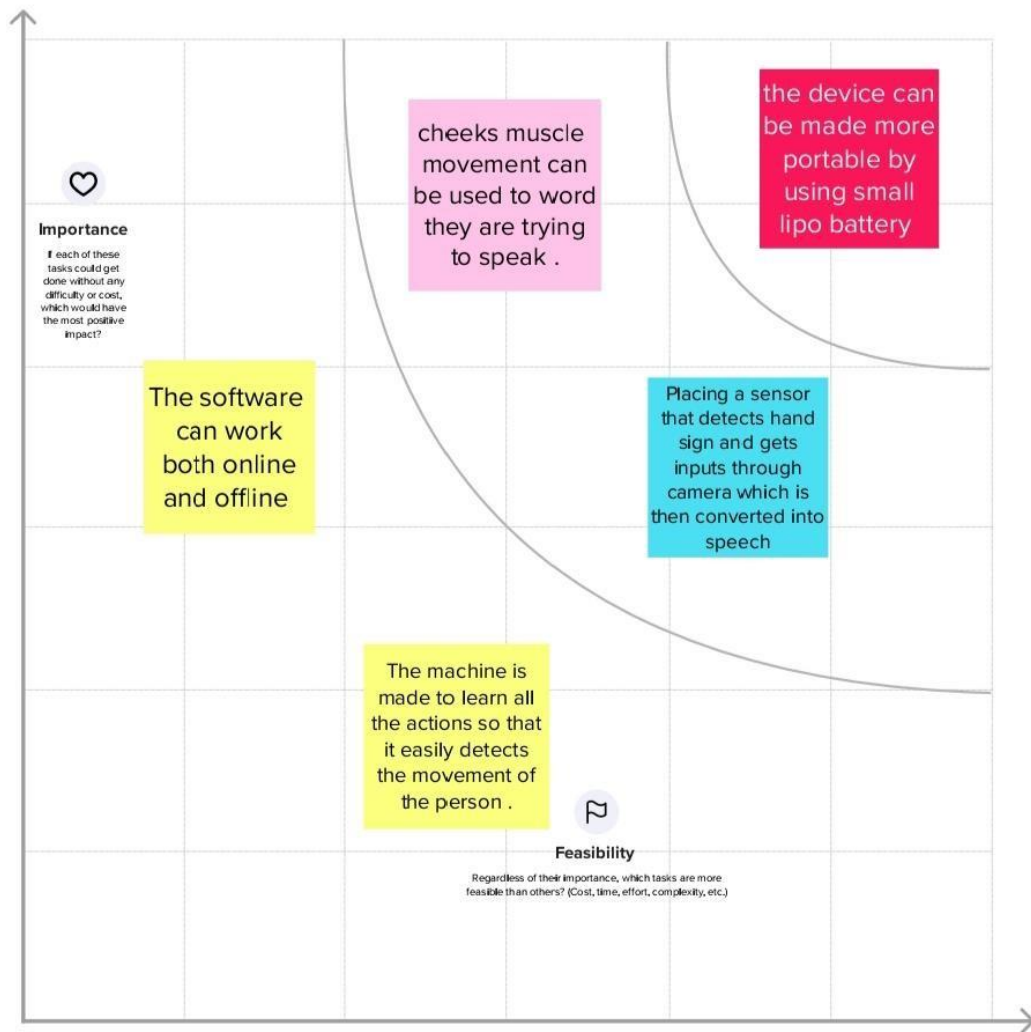 the device can
be made more
portable by
using small
lipo battery
cheeks muscle
movement can
be used to word
they are trying
to speak .
Importance
If each of these
tasks could get
done without any
difficulty or cost,
which would have
the most positive
impact?
The software
can work
both online
and offline
Placing a sensor
that detects hand
sign and gets
inputs through
camera which is
then converted into
speech
The machine is
made to learn all
the actions so that
it easily detects
the movement of
the person .
Feasibility
Regardless of their importance, which tasks are more
feasible than others? (Cost, time, effort, complexity, etc.)